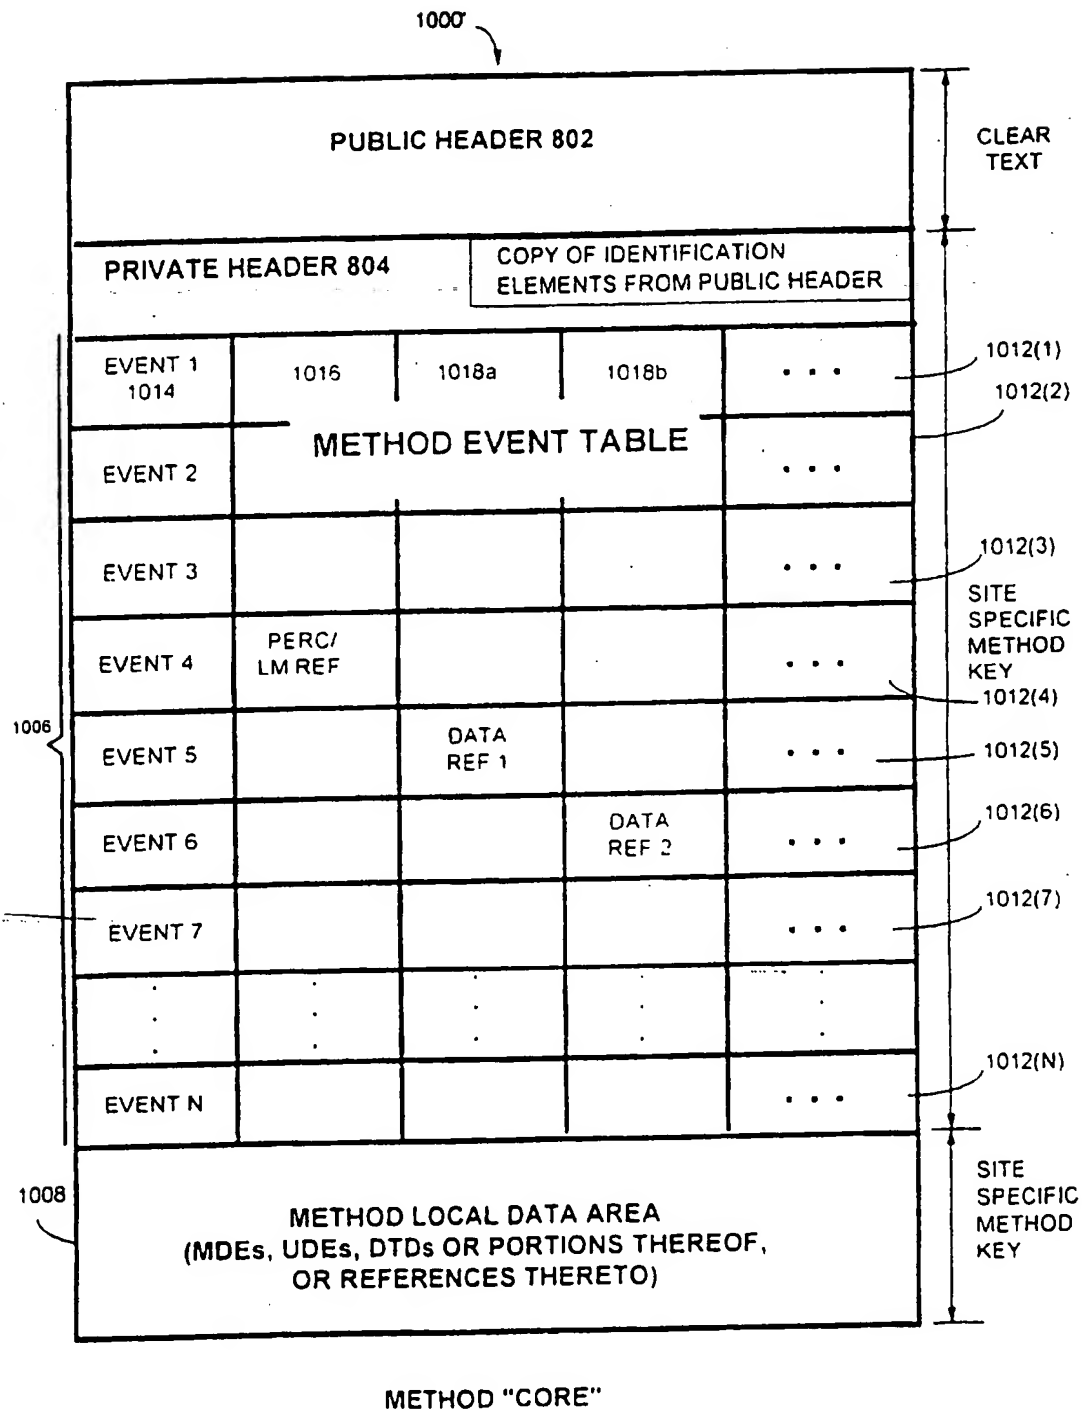 1000
PUBLIC HEADER 802
CLEAR
TEXT
PRIVATE HEADER 804
COPY OF IDENTIFICATION
ELEMENTS FROM PUBLIC HEADER
EVENT 1
1014
1016
1018a
1018b
. . .
1012(1)
1012(2)
METHOD EVENT TABLE
EVENT 2
. . .
EVENT 3
. . .
1012(3)
SITE
SPECIFIC
METHOD
KEY
EVENT 4
PERC/
LM REF
. . .
1012(4)
1006
EVENT 5
DATA
REF 1
. . .
1012(5)
EVENT 6
DATA
REF 2
. . .
1012(6)
EVENT 7
. . .
1012(7)
EVENT N
. . .
1012(N)
1008
METHOD LOCAL DATA AREA
(MDEs, UDEs, DTDs OR PORTIONS THEREOF,
OR REFERENCES THERETO)
SITE
SPECIFIC
METHOD
KEY
METHOD "CORE"